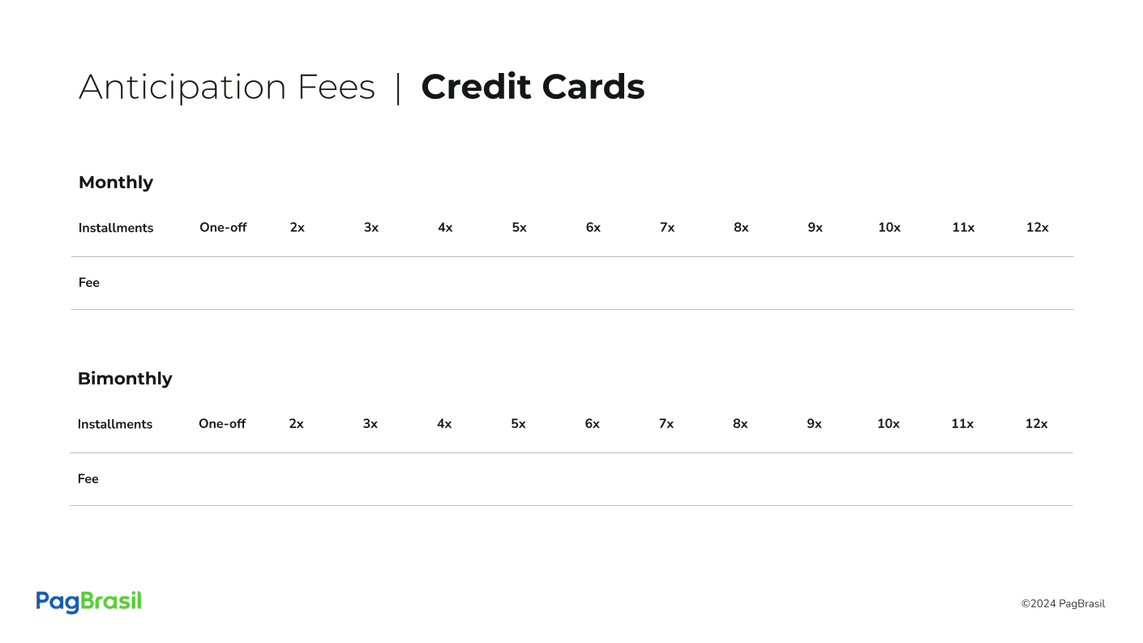 Anticipation Fees | Credit Cards
Monthly
Installments One-off 2x 3x 4x 5x 6x 7x 8x 9x 10x 11x 12x
Fee
Bimonthly
Installments One-off 2x 3x 4x 5x 6x 7x 8x 9x 10x 11x 12x
Fee
PagBrasil
©2024 PagBrasil